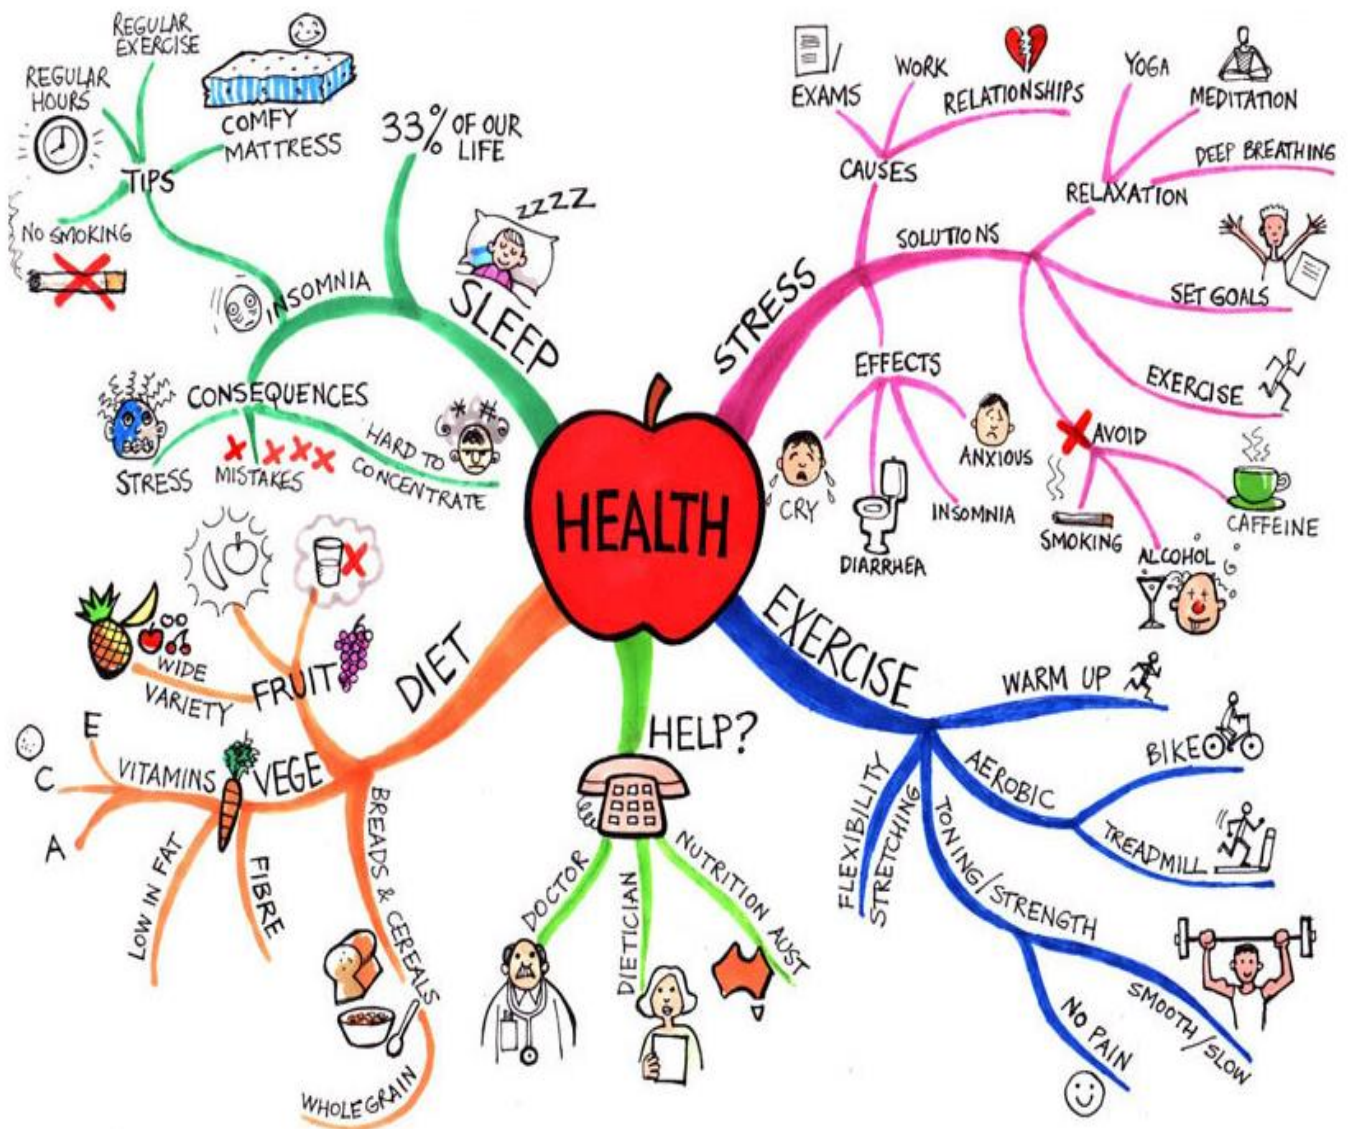 HEALTH
SLEEP
33% OF OUR
LIFE
ZZZZ
INSOMNIA
TIPS
REGULAR
HOURS
REGULAR
EXERCISE
COMFY
MATTRESS
NO SMOKING
CONSEQUENCES
STRESS
MISTAKES
HARD TO
CONCENTRATE
STRESS
CAUSES
EXAMS
WORK
RELATIONSHIPS
SOLUTIONS
RELAXATION
YOGA
MEDITATION
DEEP BREATHING
SET GOALS
EXERCISE
AVOID
SMOKING
ALCOHOL
CAFFEINE
EFFECTS
CRY
DIARRHEA
INSOMNIA
ANXIOUS
EXERCISE
WARM UP
AEROBIC
BIKE
TREADMILL
TONING/STRENGTH
SMOOTH/SLOW
NO PAIN
FLEXIBILITY
STRETCHING
HELP?
DOCTOR
DIETICIAN
NUTRITION AUST
DIET
FRUIT
WIDE
VARIETY
VEGE
VITAMINS
E
C
A
LOW IN FAT
FIBRE
BREADS & CEREALS
WHOLEGRAIN